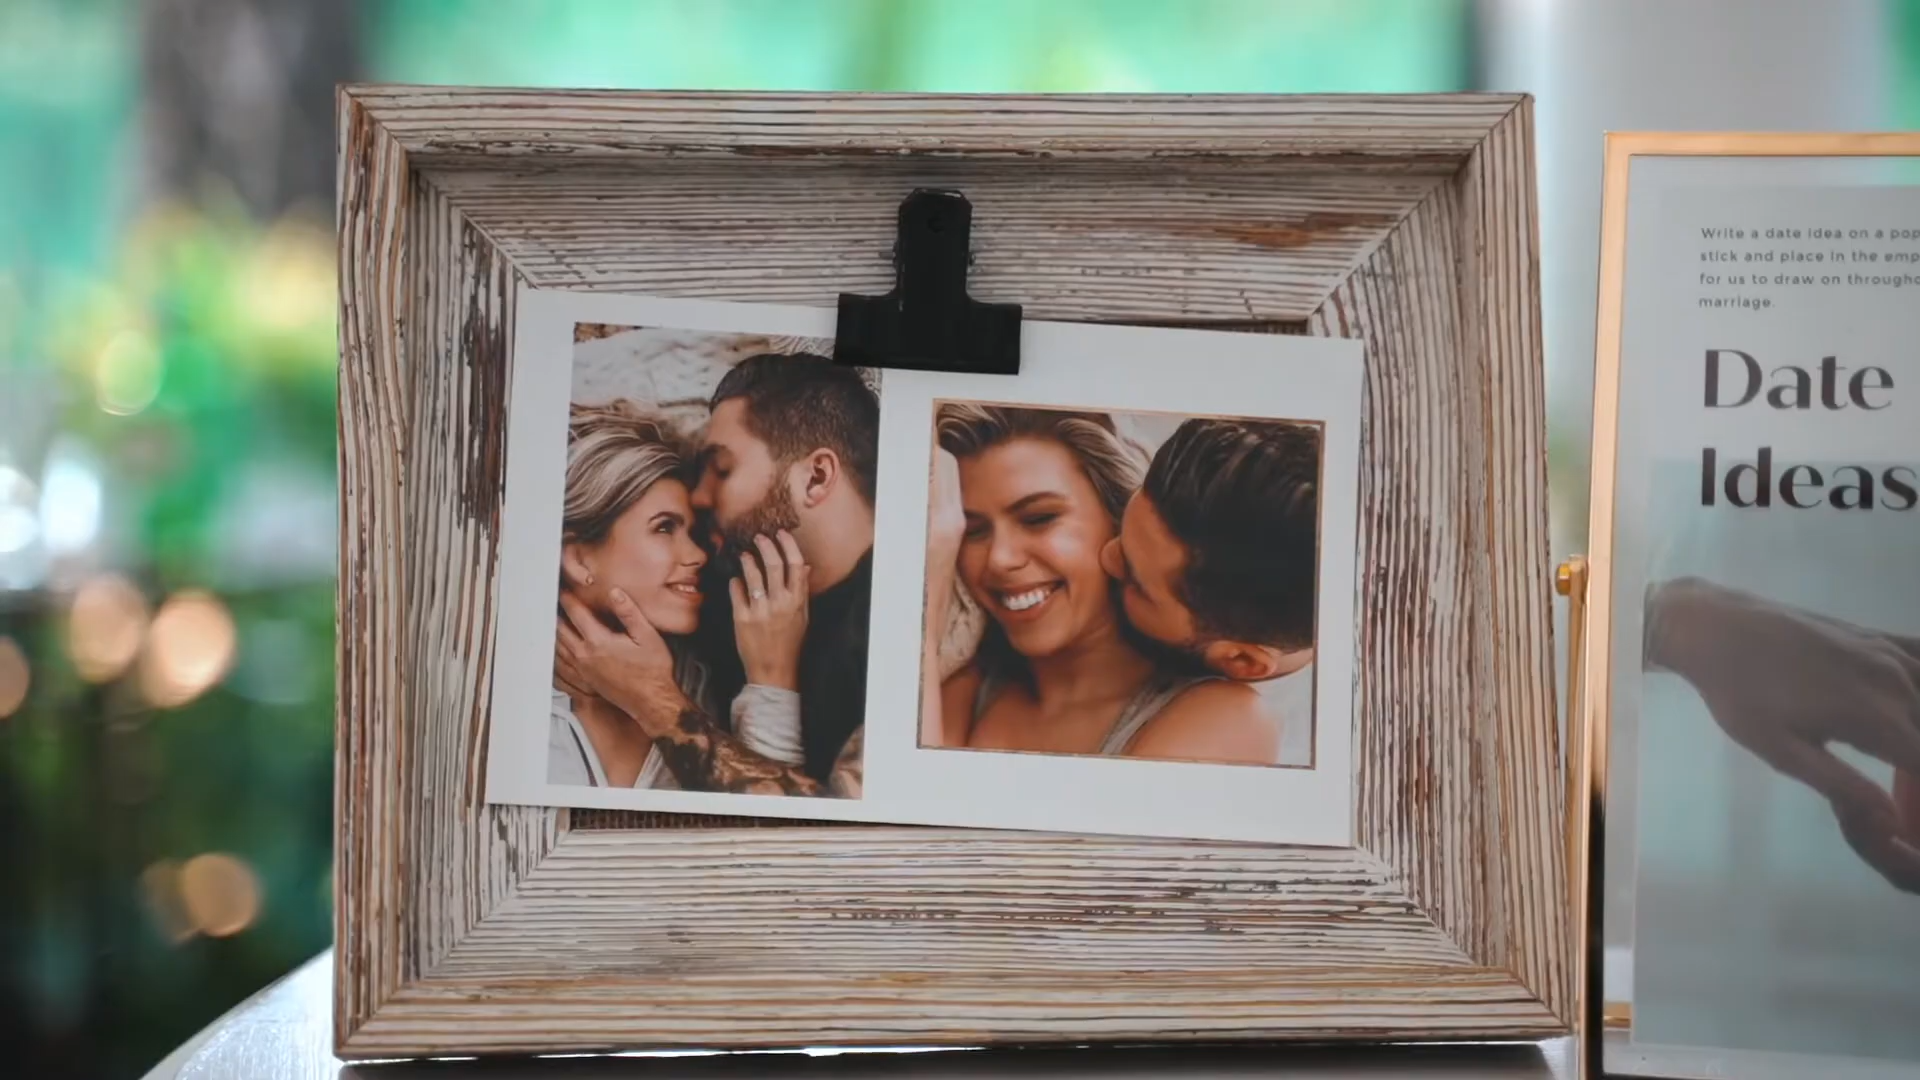 Write a date idea on a pop
stick and place in the emp
for us to draw on througho
marriage.
Date
Ideas